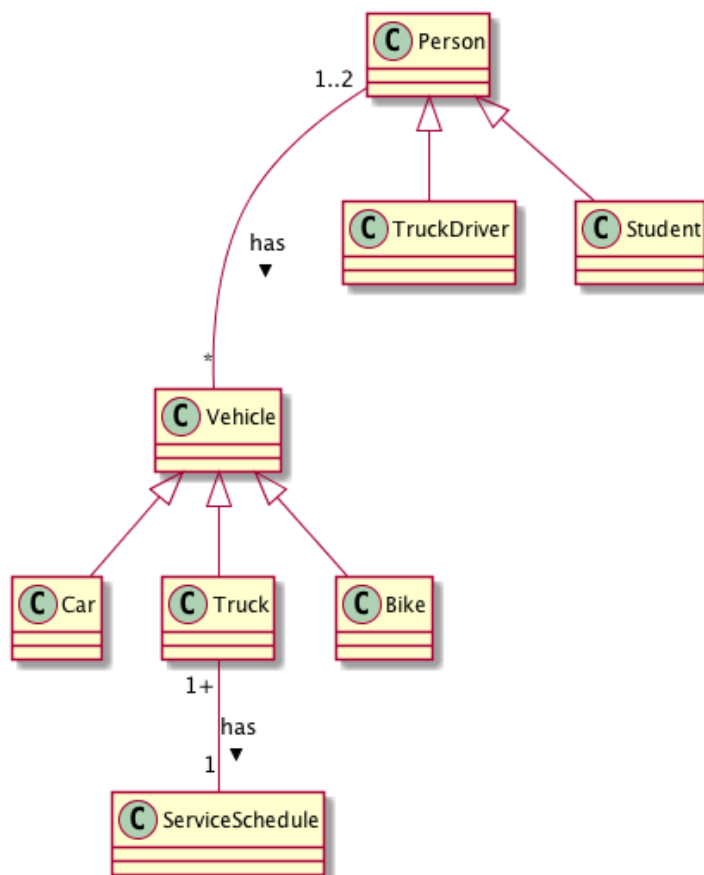 C Person
1..2
C TruckDriver
C Student
has
▼
*
C Vehicle
C Car
C Truck
C Bike
1+
has
▼
1
C ServiceSchedule